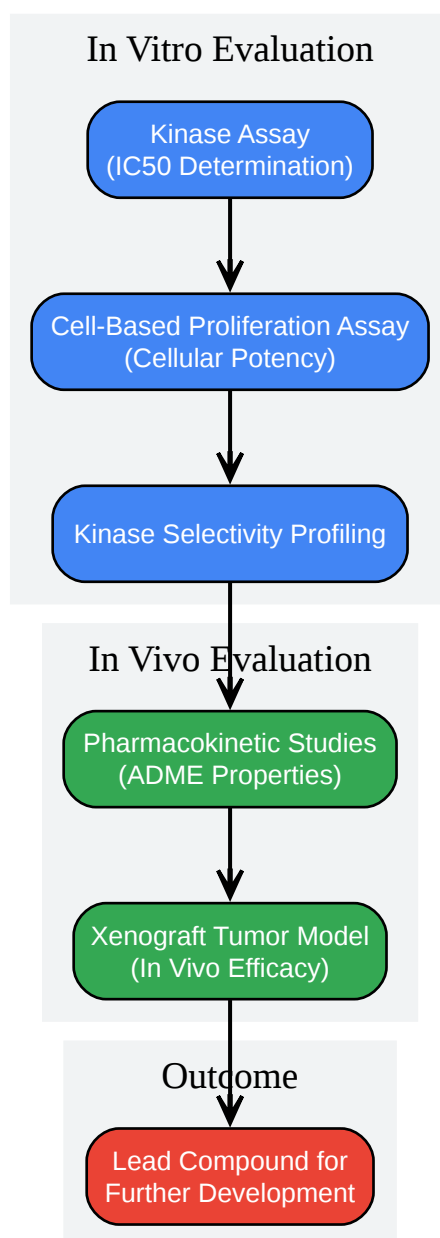 In Vitro Evaluation
Kinase Assay
(IC50 Determination)
Cell-Based Proliferation Assay
(Cellular Potency)
Kinase Selectivity Profiling
In Vivo Evaluation
Pharmacokinetic Studies
(ADME Properties)
Xenograft Tumor Model
(In Vivo Efficacy)
Outcome
Lead Compound for
Further Development